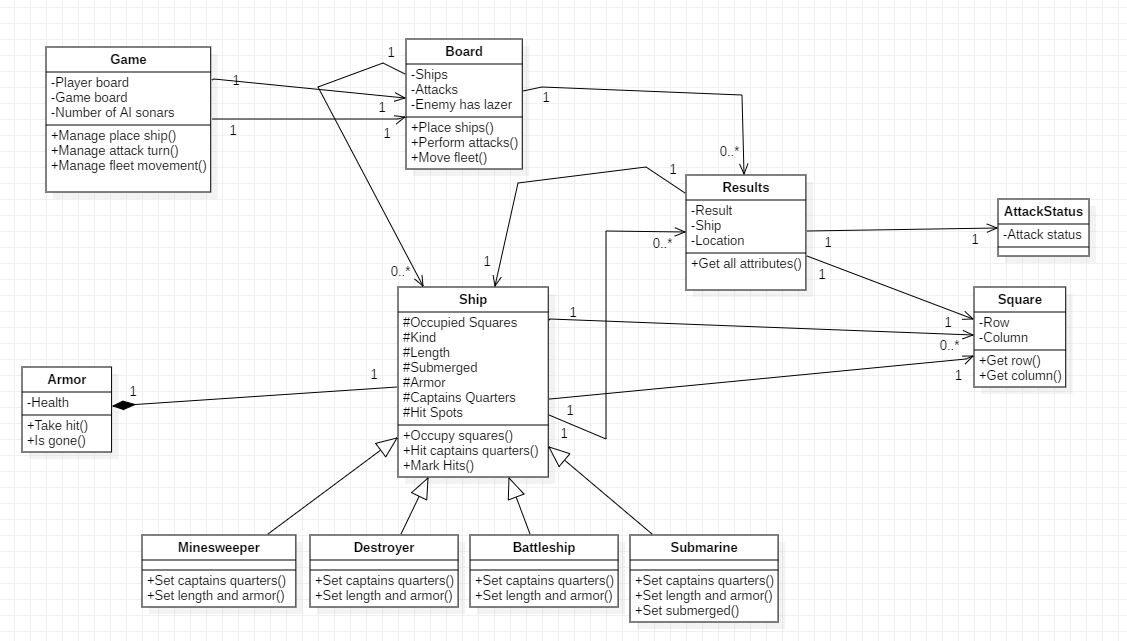 Game
-Player board
-Game board
-Number of AI sonars
+Manage place ship()
+Manage attack turn()
+Manage fleet movement()
1
1
1
1
Board
-Ships
-Attacks
-Enemy has lazer
+Place ships()
+Perform attacks()
+Move fleet()
1
0..*
1
0..*
Results
-Result
-Ship
-Location
+Get all attributes()
1
1
0..*
1
1
AttackStatus
-Attack status
1
1
Square
-Row
-Column
+Get row()
+Get column()
Ship
#Occupied Squares
#Kind
#Length
#Submerged
#Armor
#Captains Quarters
#Hit Spots
+Occupy squares()
+Hit captains quarters()
+Mark Hits()
1
0..*
1
1
1
Armor
-Health
+Take hit()
+Is gone()
1
1
Minesweeper
+Set captains quarters()
+Set length and armor()
Destroyer
+Set captains quarters()
+Set length and armor()
Battleship
+Set captains quarters()
+Set length and armor()
Submarine
+Set captains quarters()
+Set length and armor()
+Set submerged()